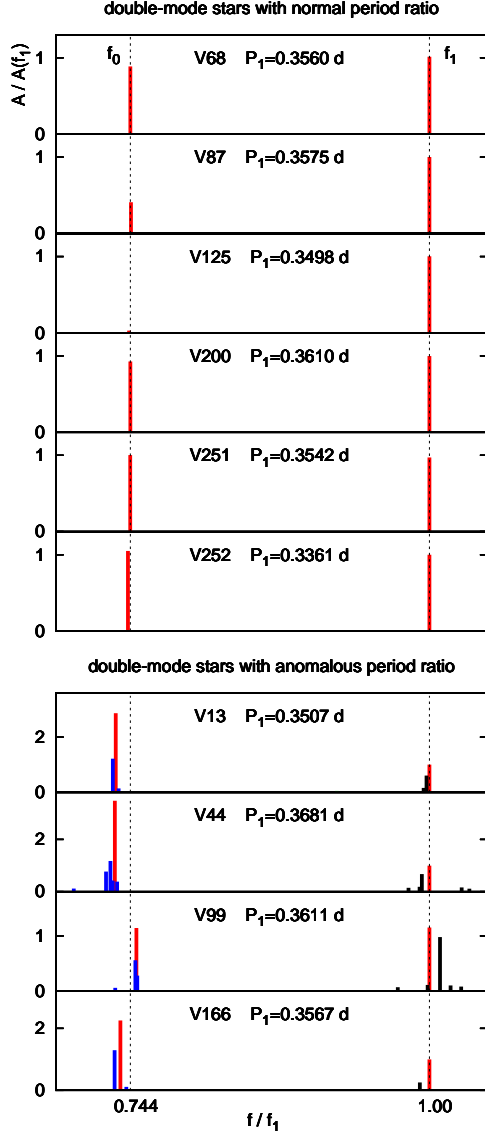 double-mode stars with normal period ratio
A / A(f₁)
f₀ V68 P₁=0.3560 d f₁
1
0
V87 P₁=0.3575 d
1
0
V125 P₁=0.3498 d
1
0
V200 P₁=0.3610 d
1
0
V251 P₁=0.3542 d
1
0
V252 P₁=0.3361 d
1
0
double-mode stars with anomalous period ratio
V13 P₁=0.3507 d
2
0
V44 P₁=0.3681 d
2
0
V99 P₁=0.3611 d
1
0
V166 P₁=0.3567 d
2
0
0.744 1.00
f / f₁